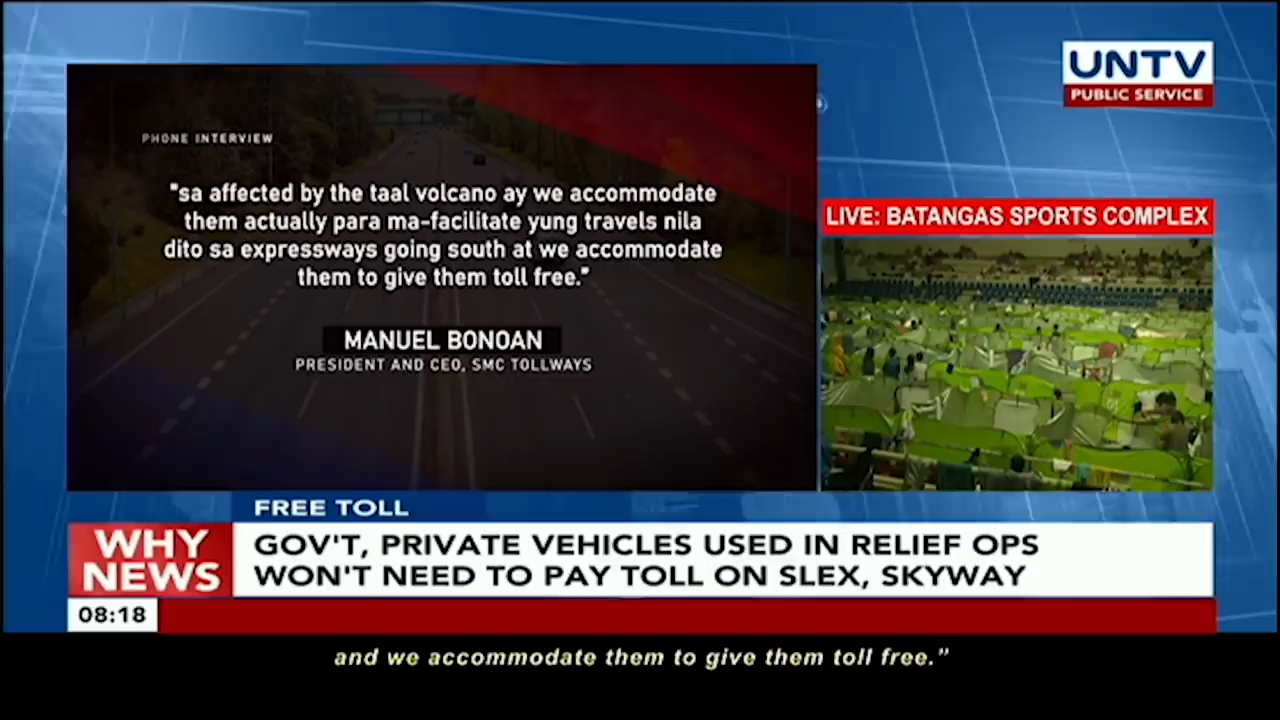 UNTV
PUBLIC SERVICE
PHONE INTERVIEW
"sa affected by the taal volcano ay we accommodate
them actually para ma-facilitate yung travels nila
dito sa expressways going south at we accommodate
them to give them toll free."
MANUEL BONOAN
PRESIDENT AND CEO, SMC TOLLWAYS
LIVE: BATANGAS SPORTS COMPLEX
FREE TOLL
WHY
NEWS
GOV'T, PRIVATE VEHICLES USED IN RELIEF OPS
WON'T NEED TO PAY TOLL ON SLEX, SKYWAY
08:18
and we accommodate them to give them toll free."